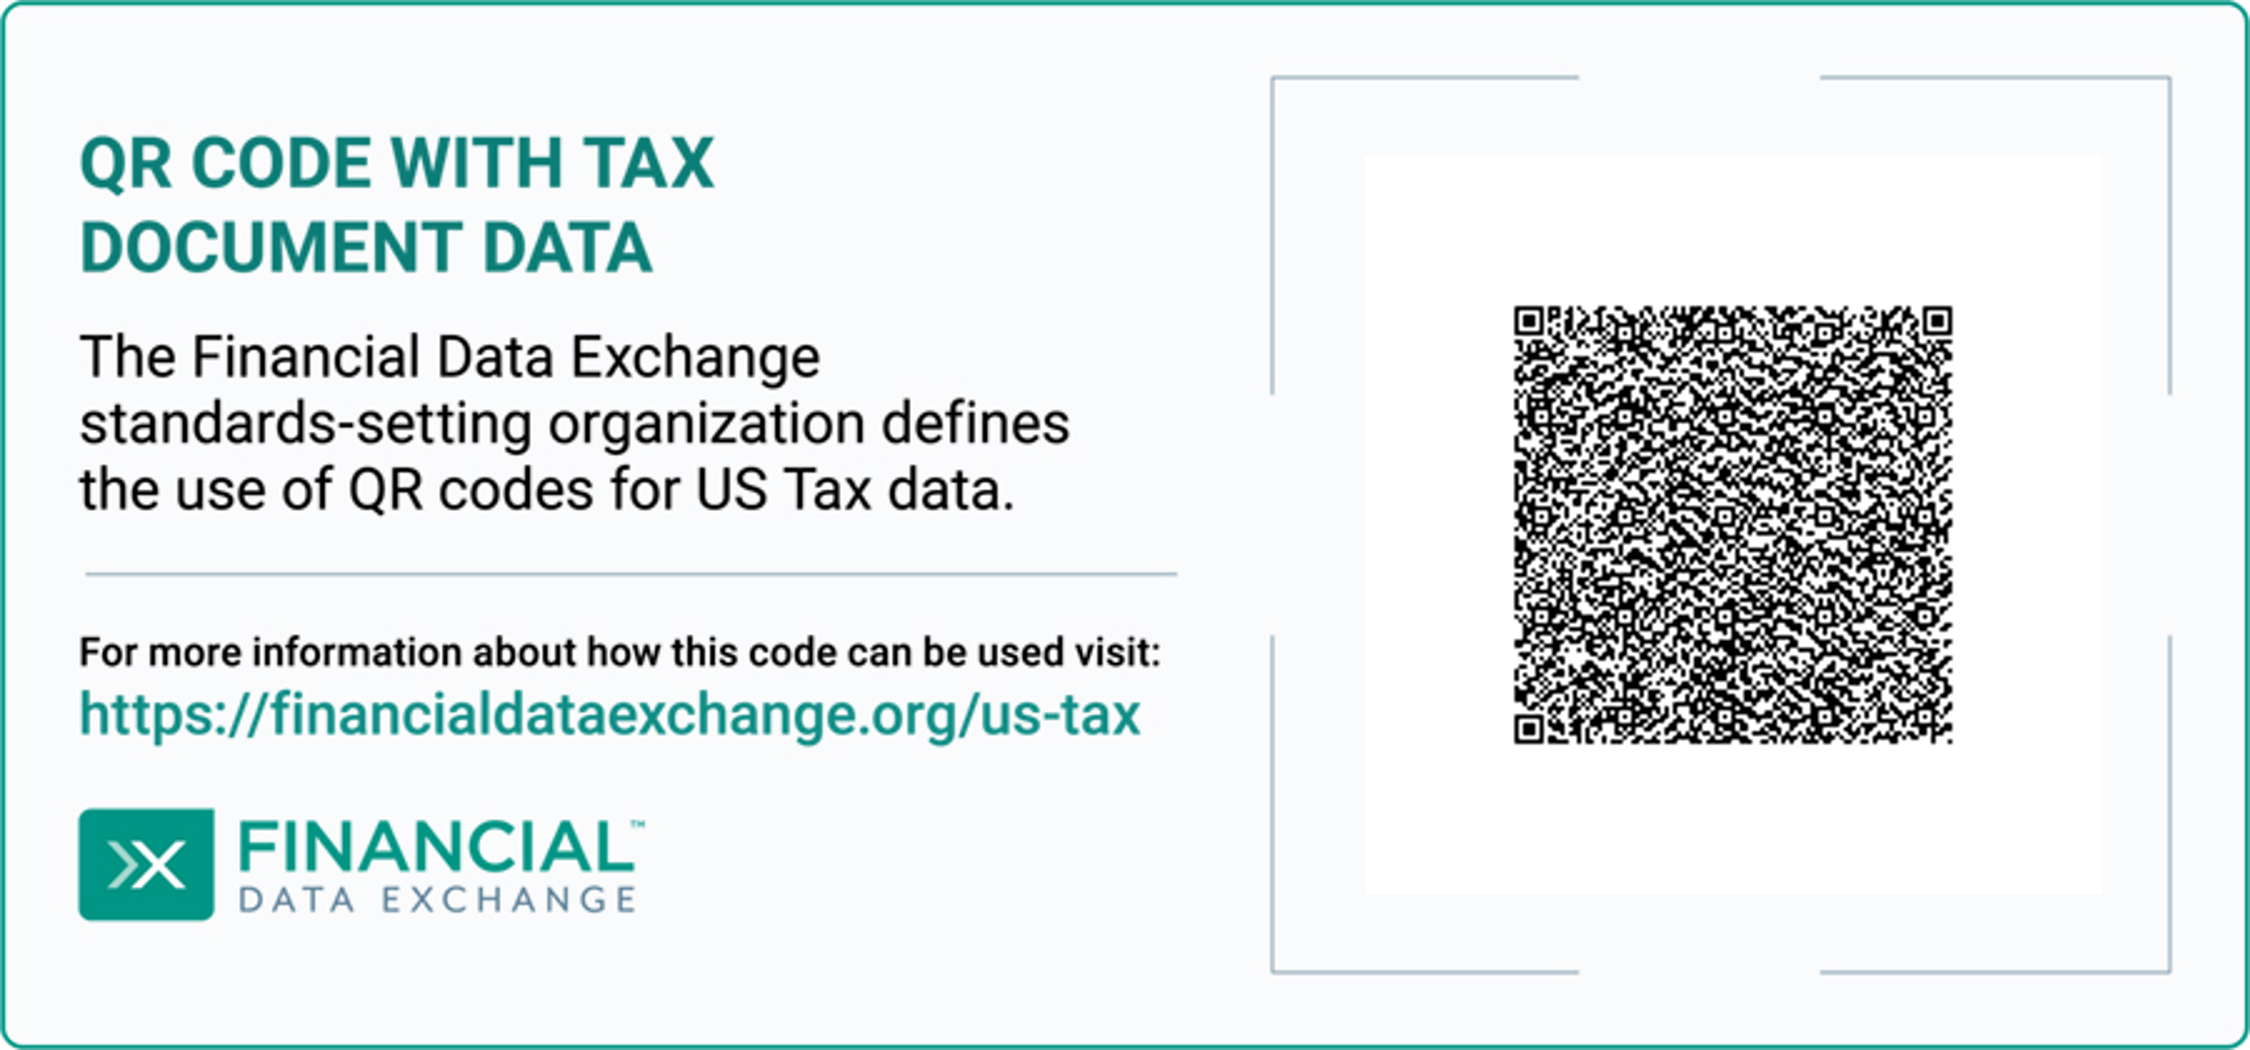 QR CODE WITH TAX
DOCUMENT DATA
The Financial Data Exchange
standards-setting organization defines
the use of QR codes for US Tax data.
For more information about how this code can be used visit:
https://financialdataexchange.org/us-tax
FINANCIAL™
DATA EXCHANGE